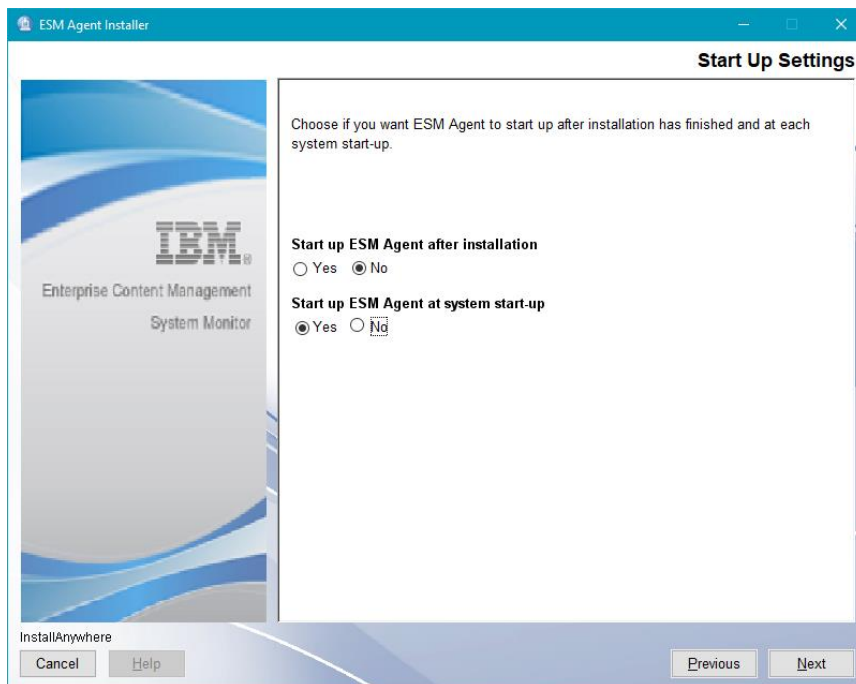 ESM Agent Installer
Start Up Settings
Choose if you want ESM Agent to start up after installation has finished and at each
system start-up.
IBM®
Enterprise Content Management
System Monitor
Start up ESM Agent after installation
Yes No
Start up ESM Agent at system start-up
Yes No
InstallAnywhere
Cancel Help Previous Next